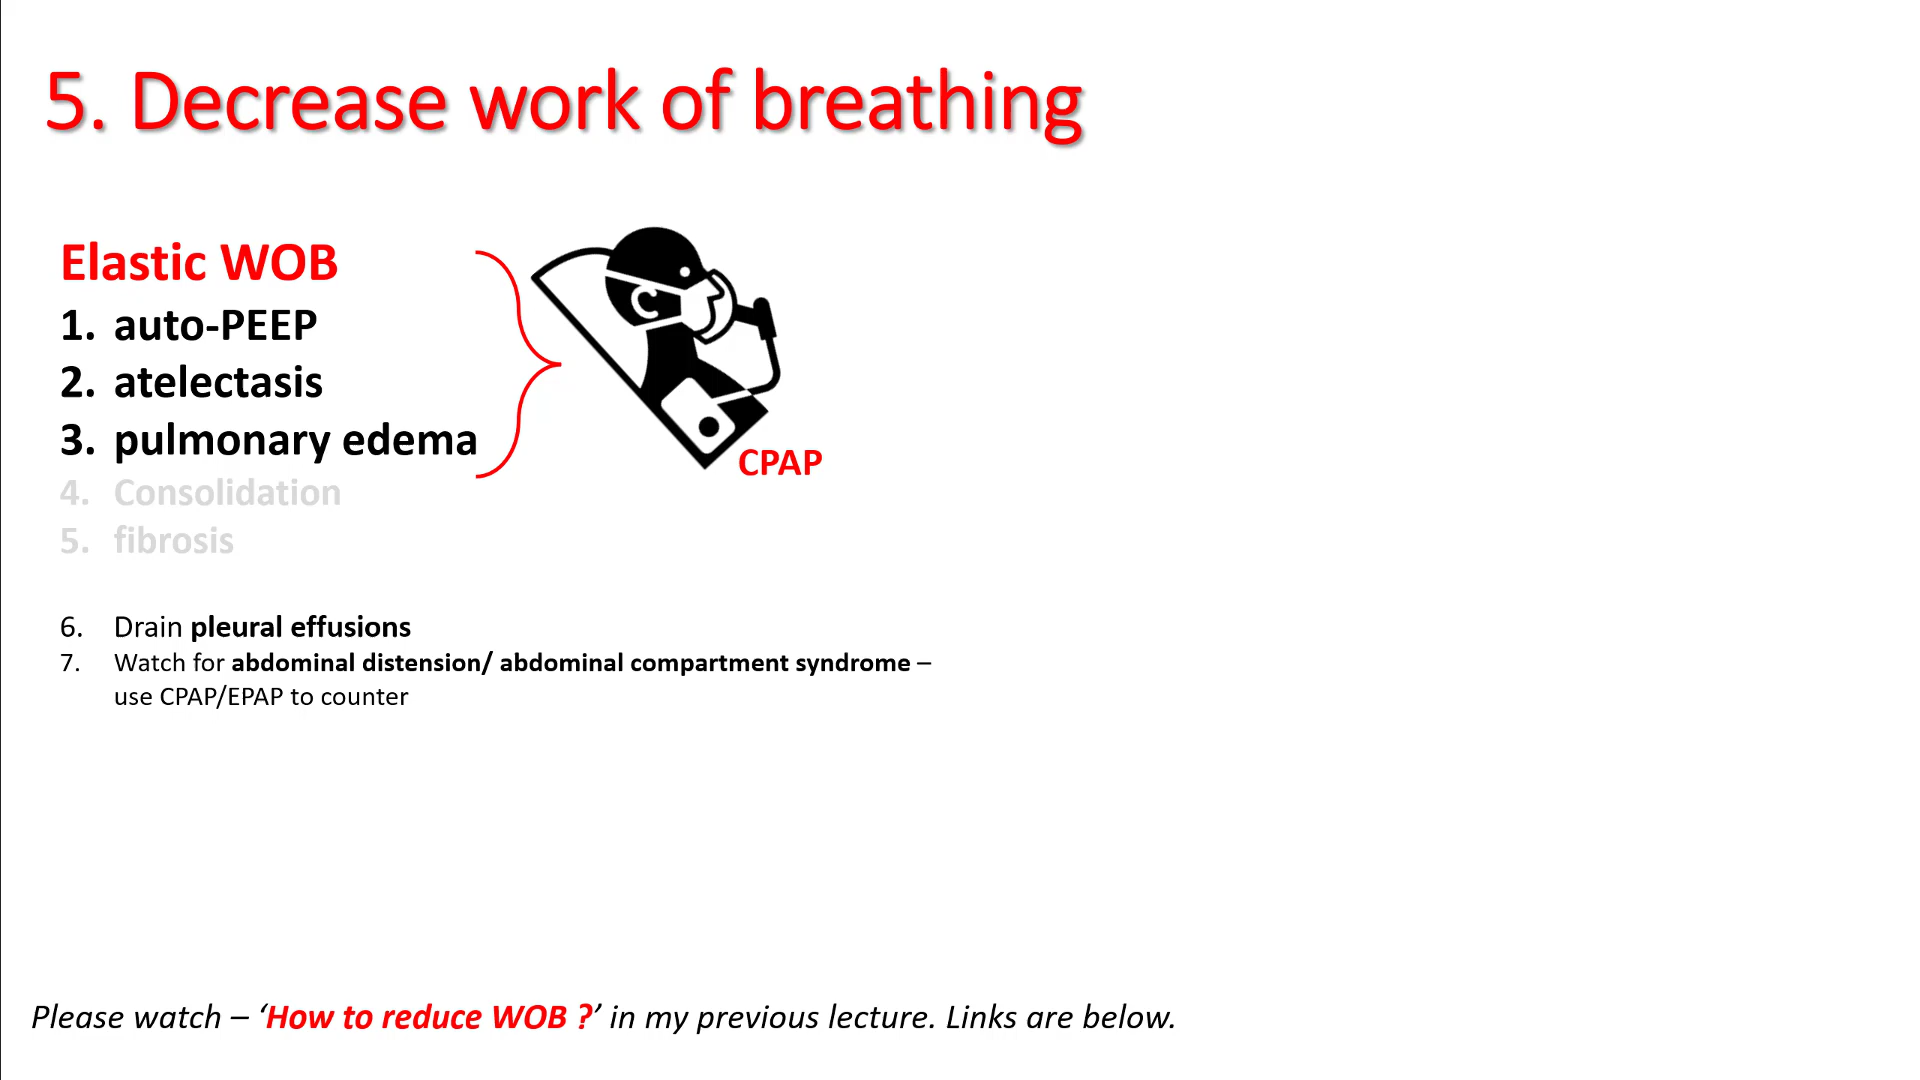 5. Decrease work of breathing
Elastic WOB
1. auto-PEEP
2. atelectasis
3. pulmonary edema
4. Consolidation
5. fibrosis
CPAP
6. Drain pleural effusions
7. Watch for abdominal distension/ abdominal compartment syndrome –
use CPAP/EPAP to counter
Please watch – ‘How to reduce WOB ?’ in my previous lecture. Links are below.